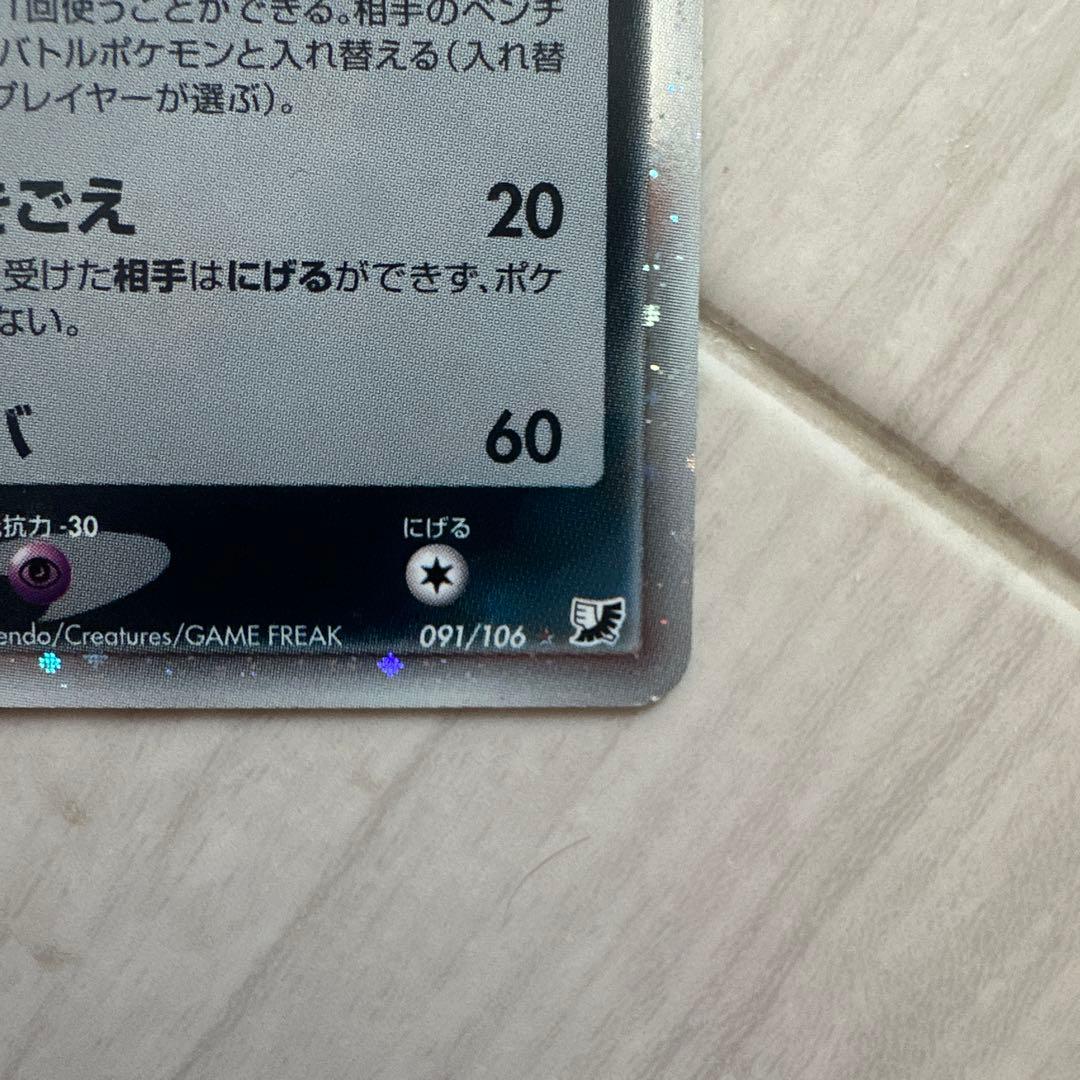 1回使うことができる。相手のベンチ
バトルポケモンと入れ替える(入れ替
プレイヤーが選ぶ)。
ごえ 20
受けた相手はにげるができず、ポケ
ない。
バ 60
抗力 -30 にげる
endo/Creatures/GAME FREAK 091/106